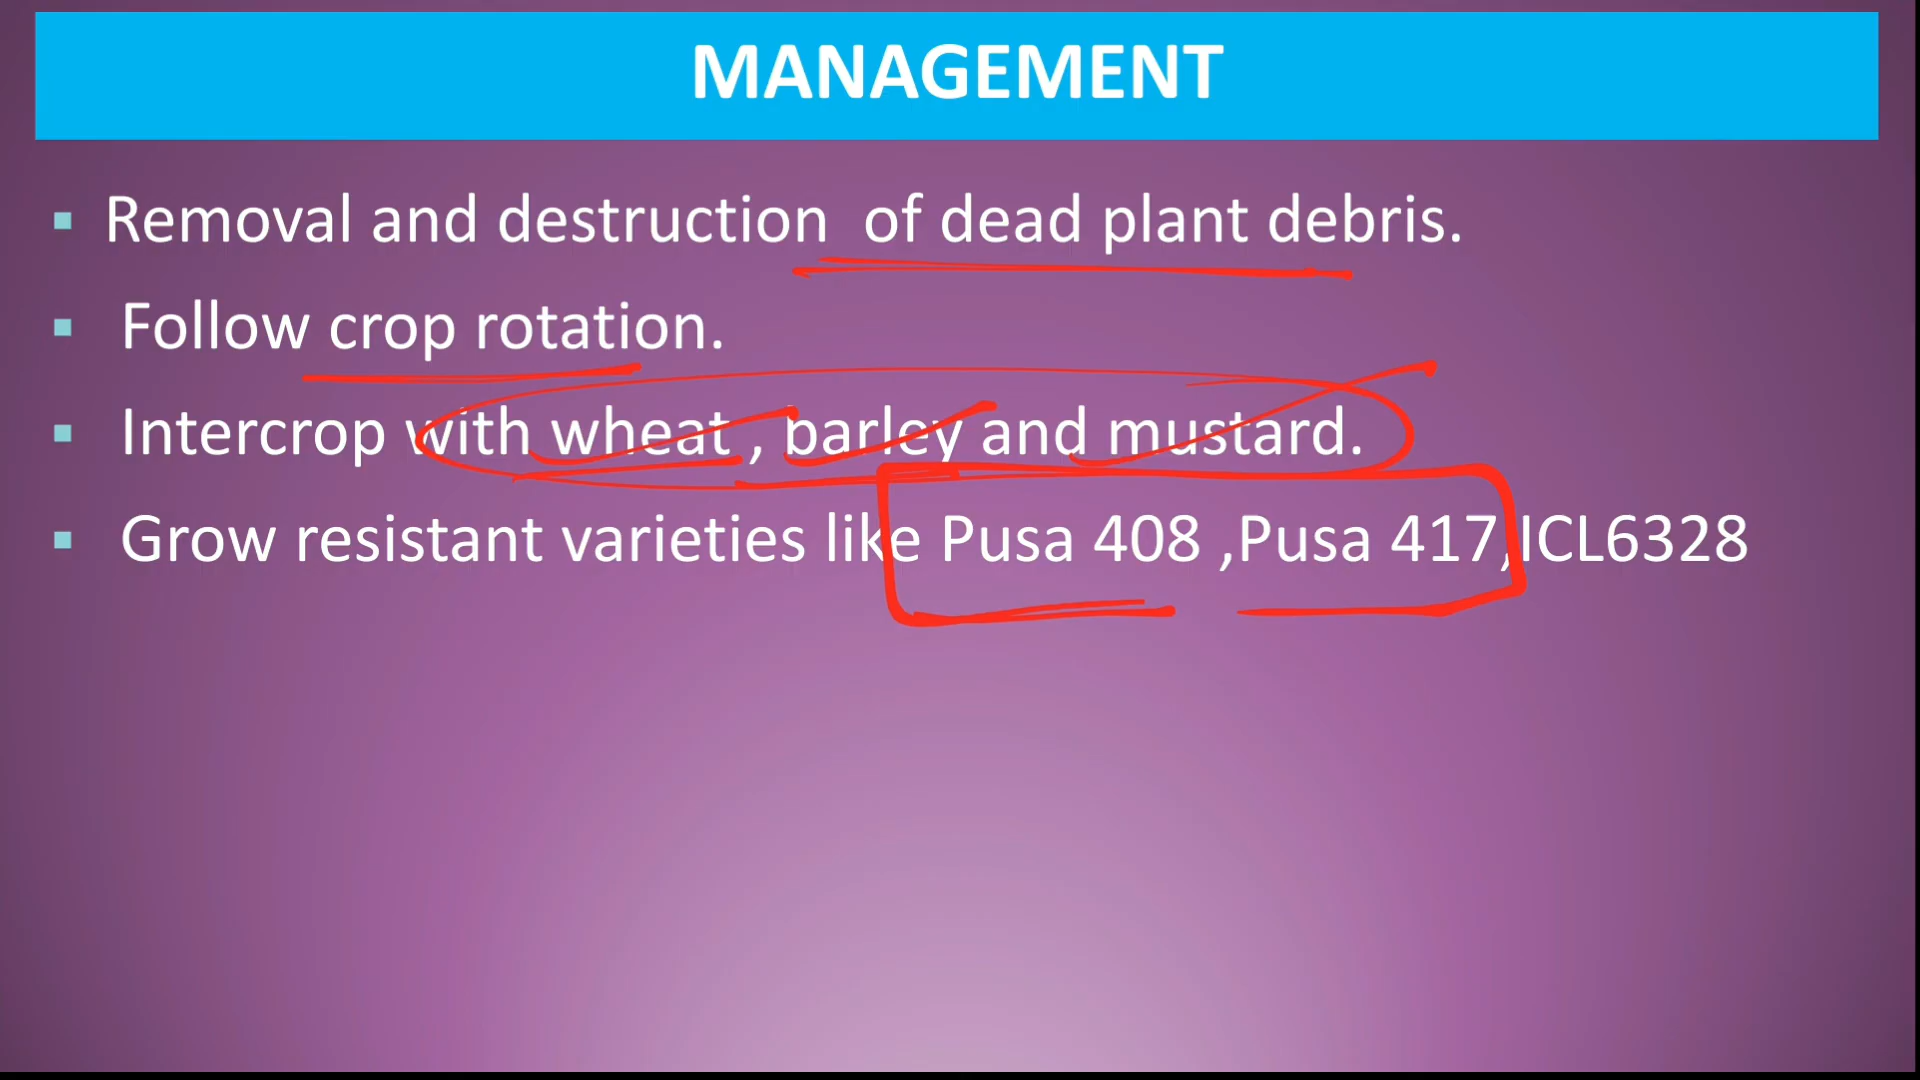 MANAGEMENT
Removal and destruction of dead plant debris.
Follow crop rotation.
Intercrop with wheat , barley and mustard.
Grow resistant varieties like Pusa 408 ,Pusa 417,ICL6328